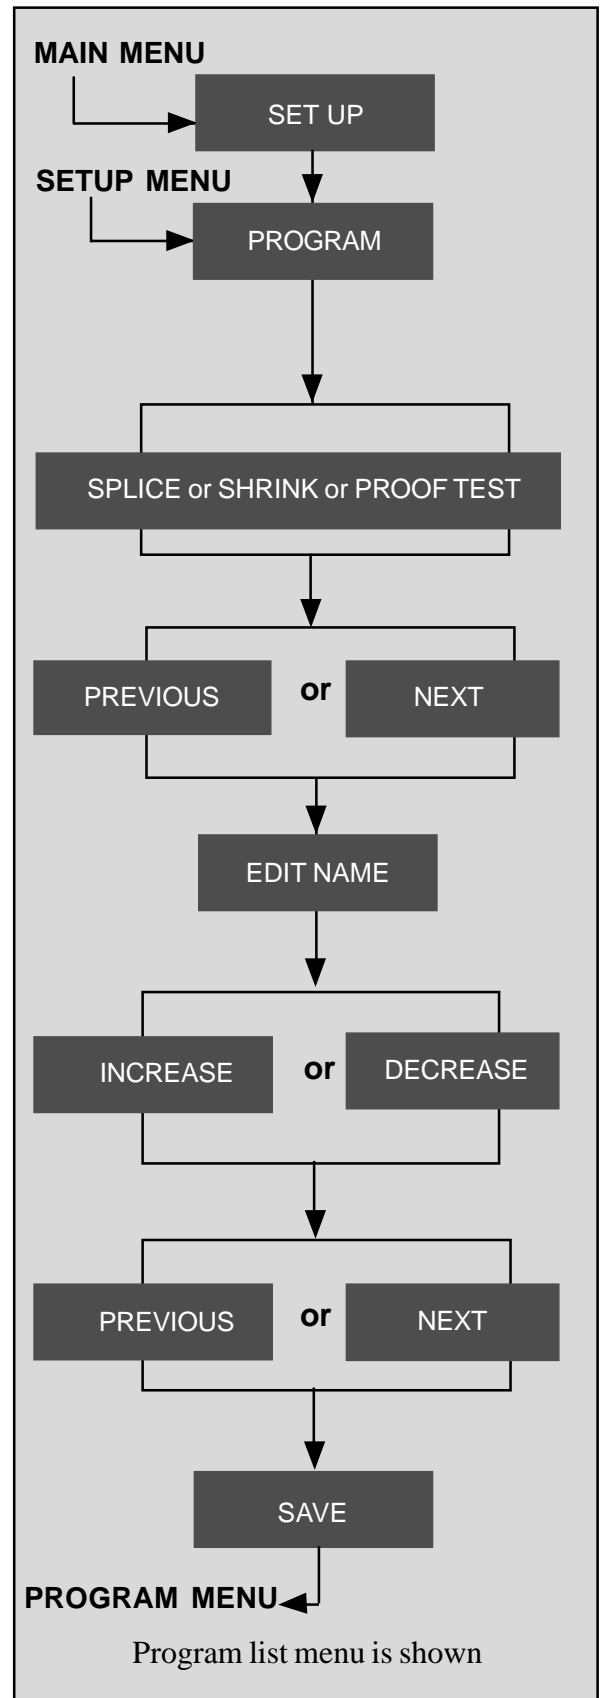 MAIN MENU
SET UP
SETUP MENU
PROGRAM
SPLICE or SHRINK or PROOF TEST
PREVIOUS or NEXT
EDIT NAME
INCREASE or DECREASE
PREVIOUS or NEXT
SAVE
PROGRAM MENU
Program list menu is shown